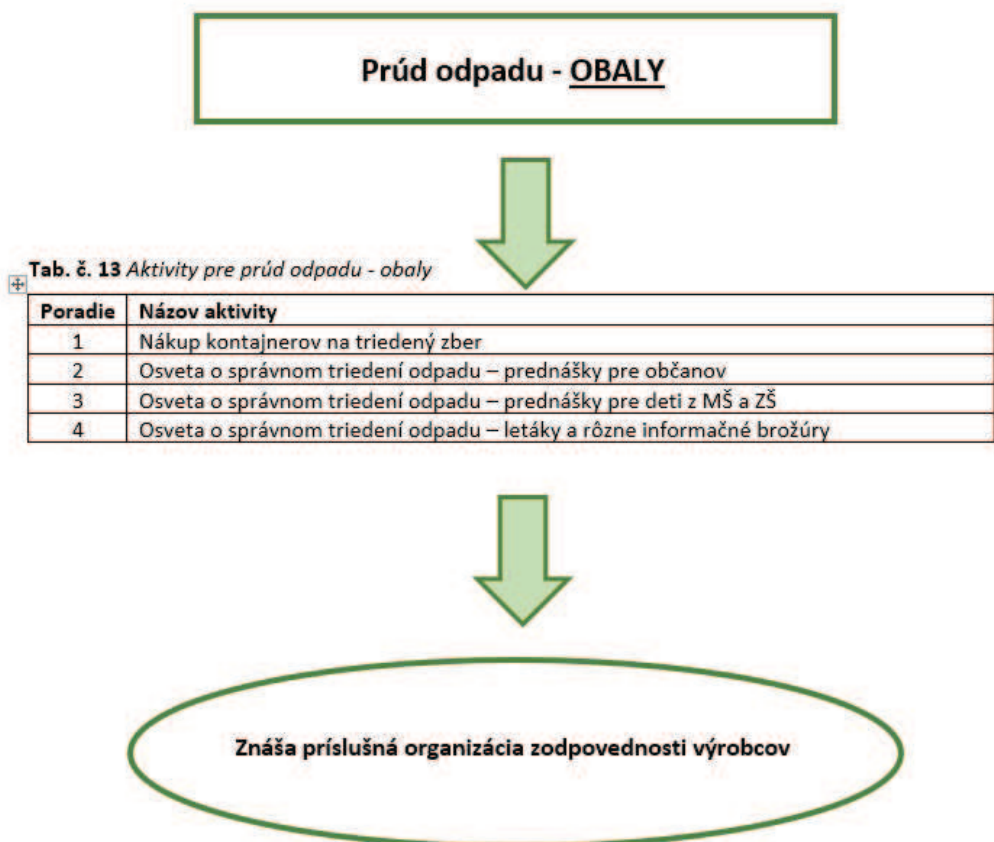 Prúd odpadu - OBALY
Tab. č. 13 Aktivity pre prúd odpadu - obaly
Poradie Názov aktivity
1 Nákup kontajnerov na triedený zber
2 Osveta o správnom triedení odpadu – prednášky pre občanov
3 Osveta o správnom triedení odpadu – prednášky pre deti z MŠ a ZŠ
4 Osveta o správnom triedení odpadu – letáky a rôzne informačné brožúry
Znáša príslušná organizácia zodpovednosti výrobcov